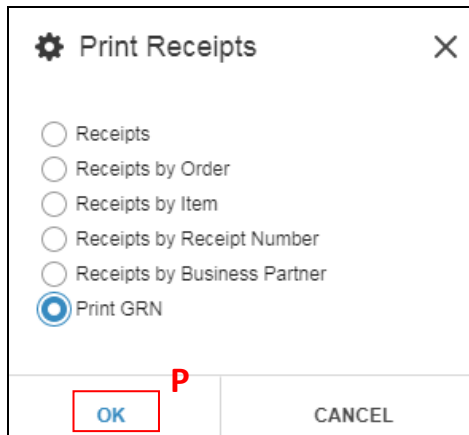 Print Receipts
Receipts
Receipts by Order
Receipts by Item
Receipts by Receipt Number
Receipts by Business Partner
Print GRN
P
OK CANCEL